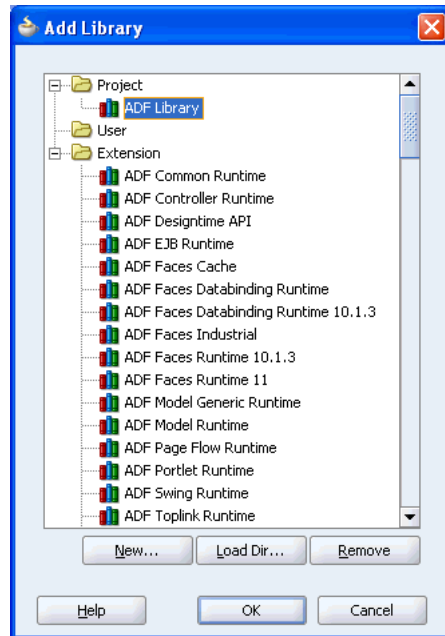 Add Library
Project
ADF Library
User
Extension
ADF Common Runtime
ADF Controller Runtime
ADF Designtime API
ADF EJB Runtime
ADF Faces Cache
ADF Faces Databinding Runtime
ADF Faces Databinding Runtime 10.1.3
ADF Faces Industrial
ADF Faces Runtime 10.1.3
ADF Faces Runtime 11
ADF Model Generic Runtime
ADF Model Runtime
ADF Page Flow Runtime
ADF Portlet Runtime
ADF Swing Runtime
ADF Toplink Runtime
New... Load Dir... Remove
Help OK Cancel